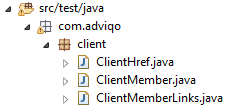 src/test/java
com.adviqo
client
ClientHref.java
ClientMember.java
ClientMemberLinks.java